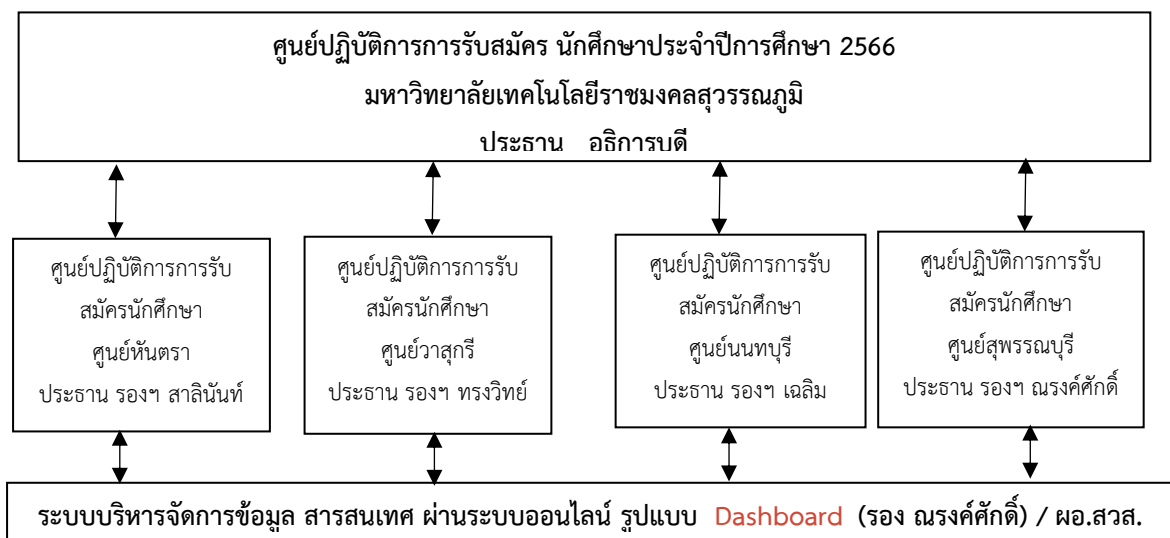 ศูนย์ปฏิบัติการการรับสมัคร นักศึกษาประจำปีการศึกษา 2566
มหาวิทยาลัยเทคโนโลยีราชมงคลสุวรรณภูมิ
ประธาน อธิการบดี
ศูนย์ปฏิบัติการการรับ
สมัครนักศึกษา
ศูนย์หันตรา
ประธาน รองฯ สาลินันท์
ศูนย์ปฏิบัติการการรับ
สมัครนักศึกษา
ศูนย์วาสุกรี
ประธาน รองฯ ทรงวิทย์
ศูนย์ปฏิบัติการการรับ
สมัครนักศึกษา
ศูนย์นนทบุรี
ประธาน รองฯ เฉลิม
ศูนย์ปฏิบัติการการรับ
สมัครนักศึกษา
ศูนย์สุพรรณบุรี
ประธาน รองฯ ณรงค์ศักดิ์
ระบบบริหารจัดการข้อมูล สารสนเทศ ผ่านระบบออนไลน์ รูปแบบ Dashboard (รอง ณรงค์ศักดิ์) / ผอ.สวส.